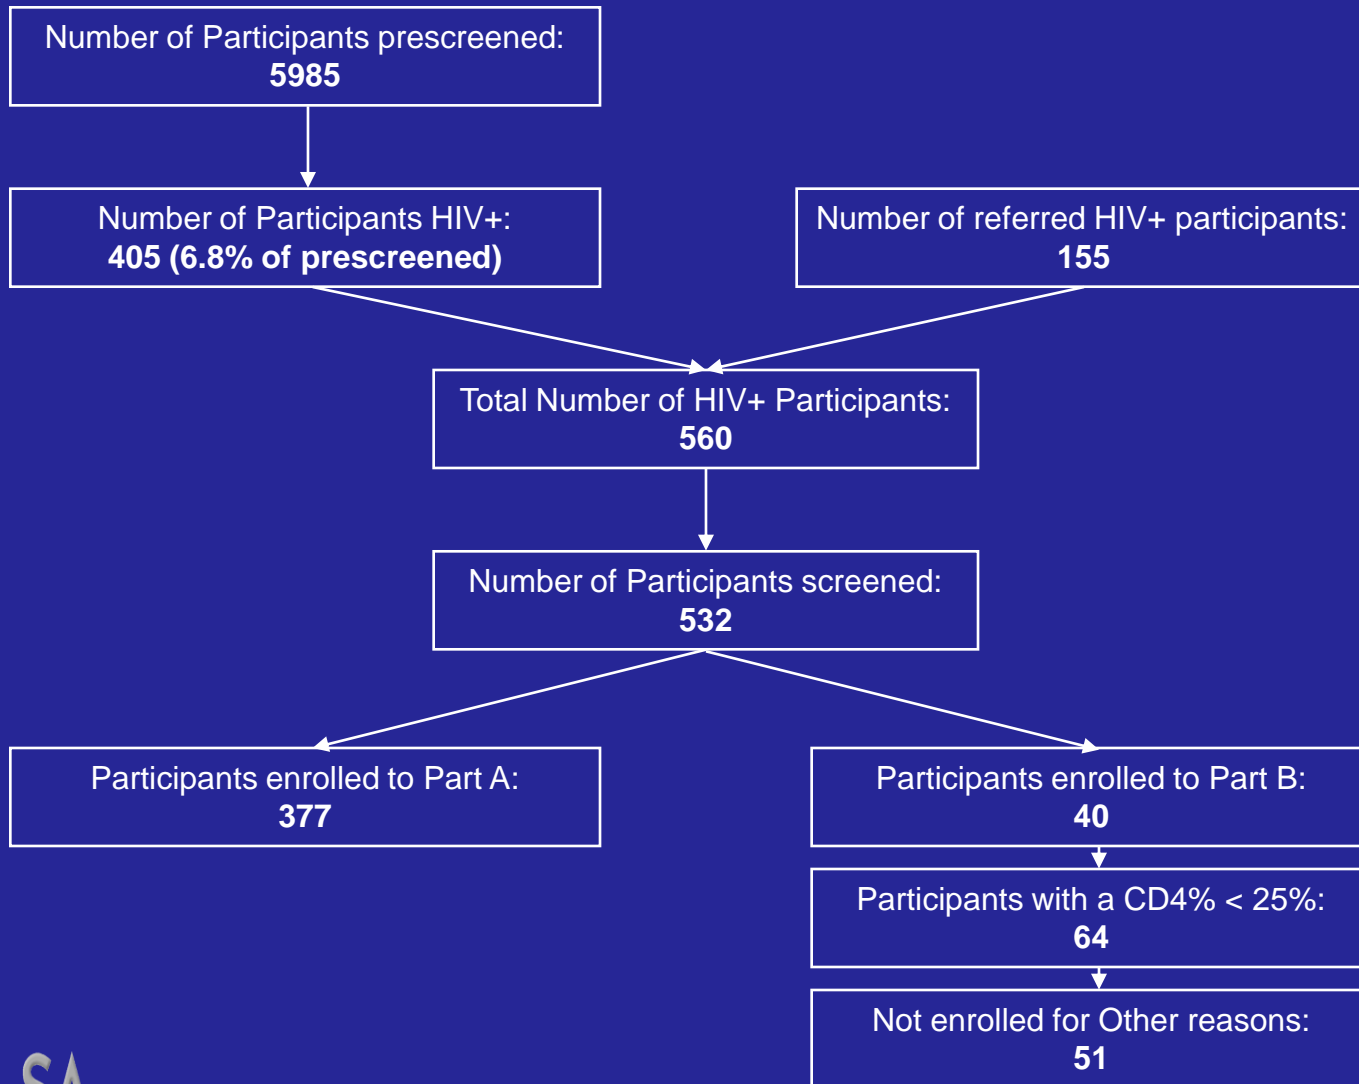 Number of Participants prescreened:
5985
Number of Participants HIV+:
405 (6.8% of prescreened)
Number of referred HIV+ participants:
155
Total Number of HIV+ Participants:
560
Number of Participants screened:
532
Participants enrolled to Part A:
377
Participants enrolled to Part B:
40
Participants with a CD4% < 25%:
64
Not enrolled for Other reasons:
51
SA